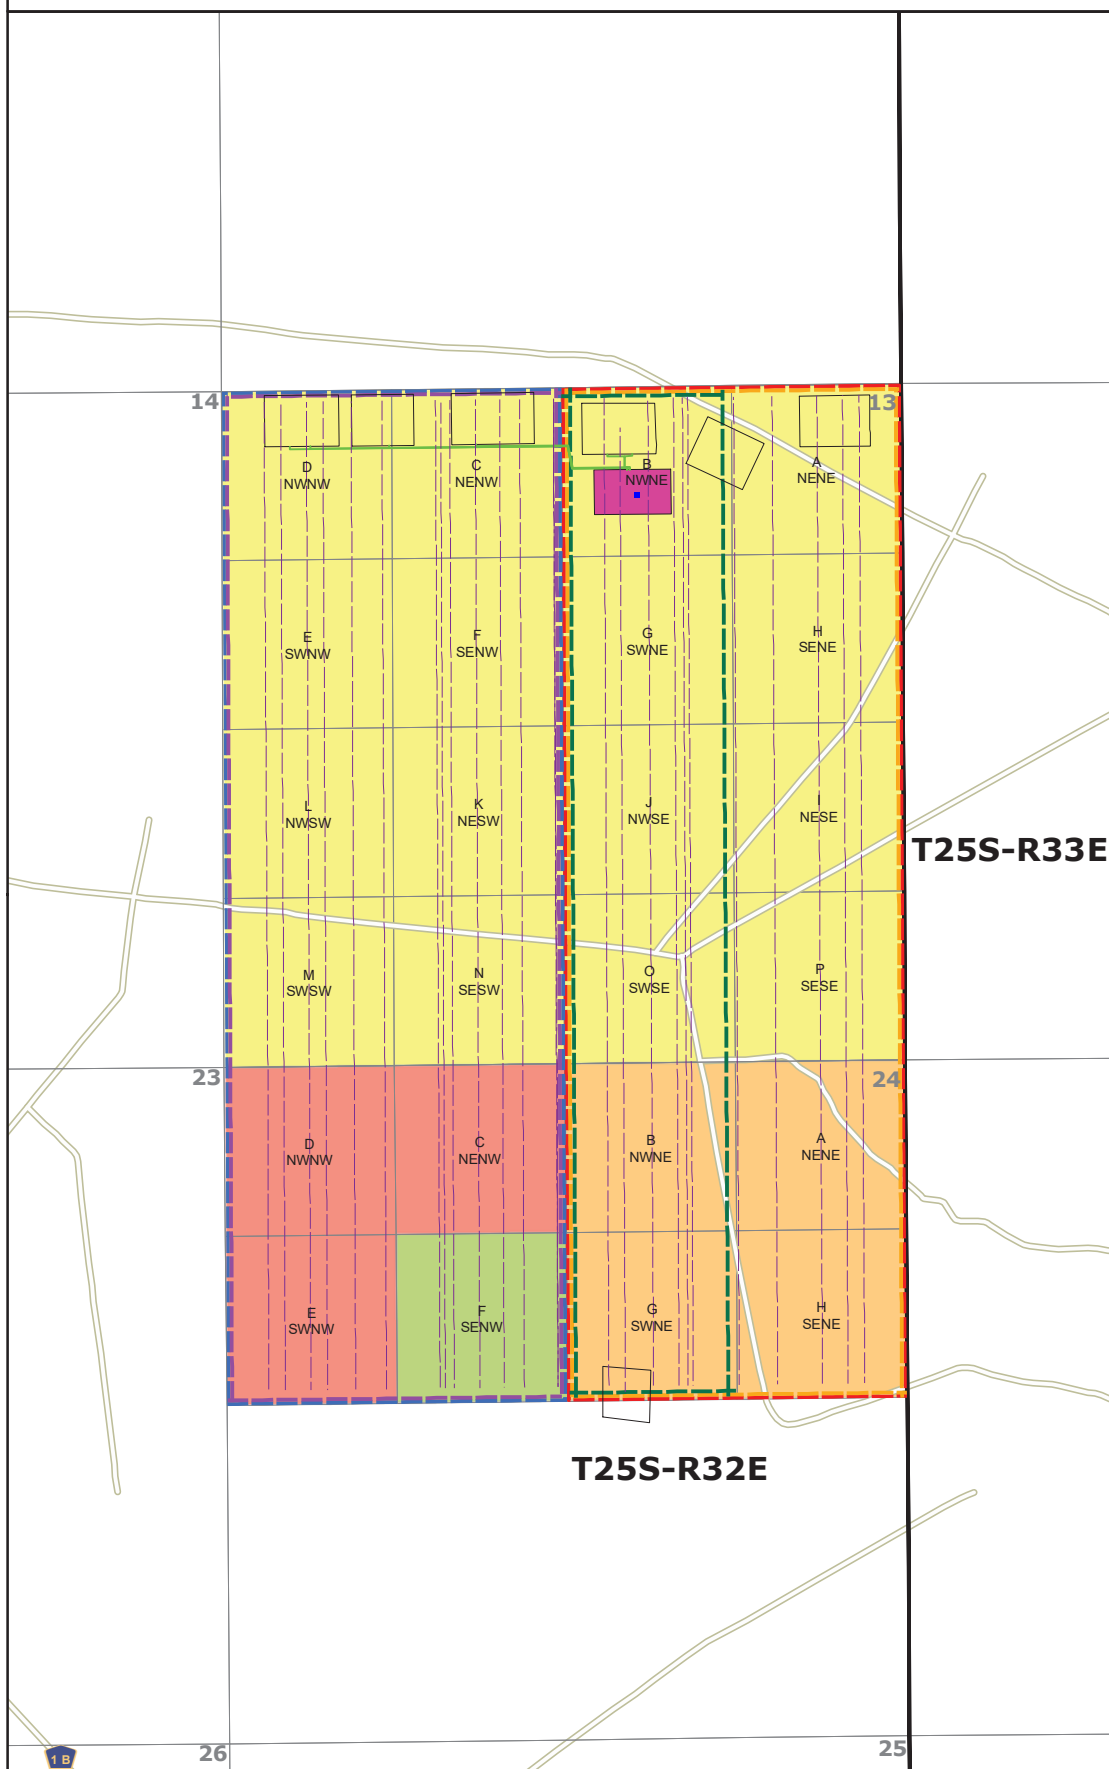 14
13
D
NWNW
C
NENW
B
NWNE
A
NENE
E
SWNW
F
SENW
G
SWNE
H
SENE
L
NWSW
K
NESW
J
NWSE
I
NESE
T25S-R33E
M
SWSW
N
SESW
O
SWSE
P
SESE
23
24
D
NWNW
C
NENW
B
NWNE
A
NENE
E
SWNW
F
SENW
G
SWNE
H
SENE
T25S-R32E
26
25
1 B